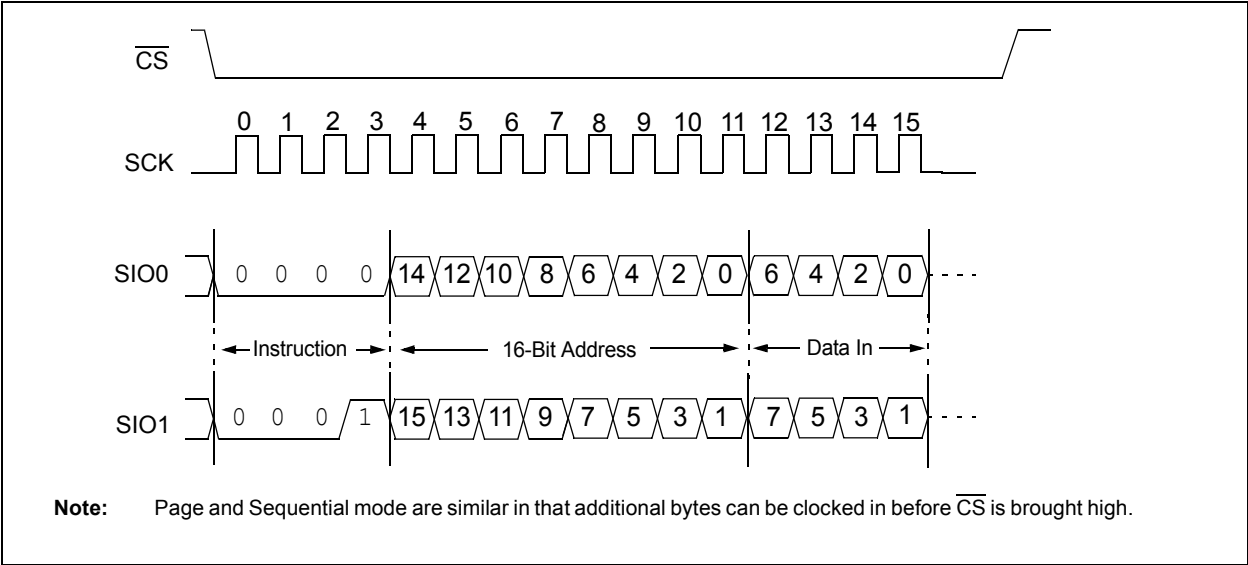 CS
0 1 2 3 4 5 6 7 8 9 10 11 12 13 14 15
SCK
SIO0 0 0 0 0 14 12 10 8 6 4 2 0 6 4 2 0
Instruction 16-Bit Address Data In
SIO1 0 0 0 1 15 13 11 9 7 5 3 1 7 5 3 1
Note: Page and Sequential mode are similar in that additional bytes can be clocked in before CS is brought high.